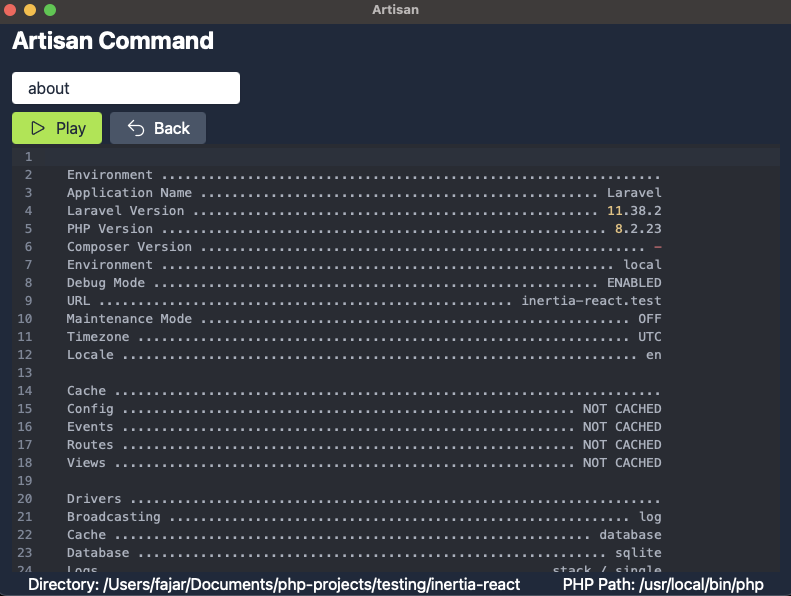 Artisan
Artisan Command
about
Play Back
1
2 Environment ................................................................
3 Application Name ................................................... Laravel
4 Laravel Version ..................................................... 11.38.2
5 PHP Version .......................................................... 8.2.23
6 Composer Version ......................................................... -
7 Environment .......................................................... local
8 Debug Mode ......................................................... ENABLED
9 URL ..................................................... inertia-react.test
10 Maintenance Mode ....................................................... OFF
11 Timezone ............................................................... UTC
12 Locale .................................................................. en
13
14 Cache ......................................................................
15 Config ........................................................... NOT CACHED
16 Events ........................................................... NOT CACHED
17 Routes ........................................................... NOT CACHED
18 Views ............................................................ NOT CACHED
19
20 Drivers ....................................................................
21 Broadcasting ........................................................... log
22 Cache ............................................................. database
23 Database ............................................................ sqlite
24 Logs ........................................................ stack / single
Directory: /Users/fajar/Documents/php-projects/testing/inertia-react PHP Path: /usr/local/bin/php